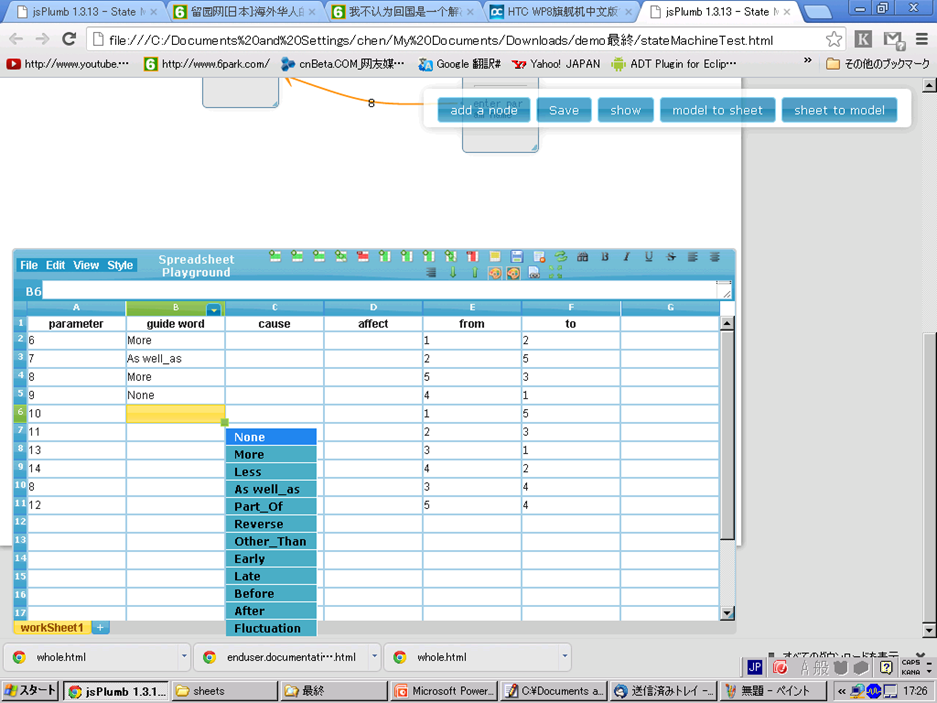 jsPlumb 1.3.13 - State M
留园网[日本]海外华人的
我不认为回国是一个解
HTC WP8旗舰机中文版
jsPlumb 1.3.13 - State M
file:///C:/Documents%20and%20Settings/chen/My%20Documents/Downloads/demo最終/stateMachineTest.html
http://www.youtube.…
http://www.6park.com/
cnBeta.COM_网友媒…
Google 翻訳#
Yahoo! JAPAN
ADT Plugin for Eclip…
»
その他のブックマーク
8
add a node
Save
show
model to sheet
sheet to model
File Edit View Style
Spreadsheet
Playground
B I U S
B6
A B C D E F G
1 parameter guide word cause affect from to
2 6 More 1 2
3 7 As well_as 2 5
4 8 More 5 3
5 9 None 4 1
6 10 1 5
7 11 2 3
8 13 3 1
9 14 4 2
10 8 3 4
11 12 5 4
12
13
14
15
16
17
None
More
Less
As well_as
Part_Of
Reverse
Other_Than
Early
Late
Before
After
Fluctuation
workSheet1 +
whole.html
enduser.documentati….html
whole.html
すべてのダウンロードを表示
JP
A 般
CAPS
KANA
スタート
jsPlumb 1.3.1...
sheets
最終
Microsoft Power...
C:¥Documents a...
送信済みトレイ -...
無題 - ペイント
«
17:26